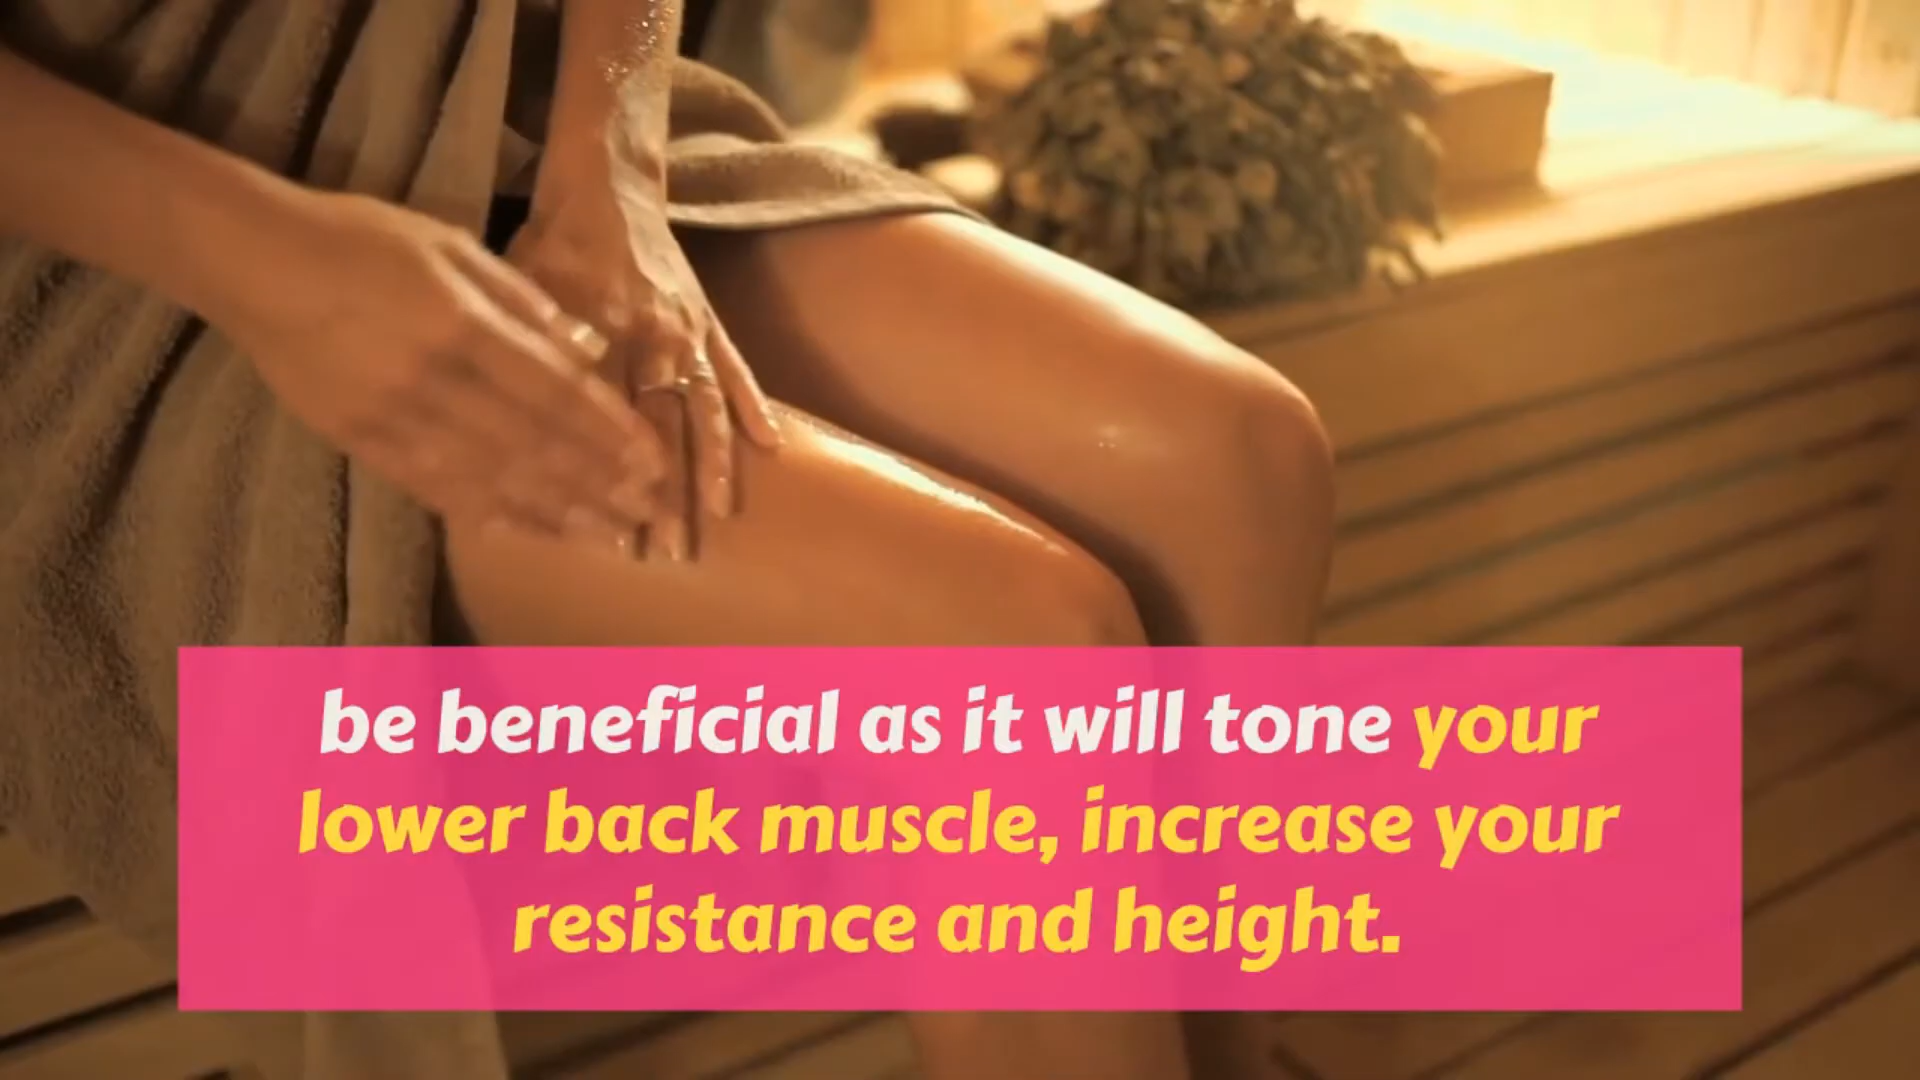 be beneficial as it will tone your
lower back muscle, increase your
resistance and height.